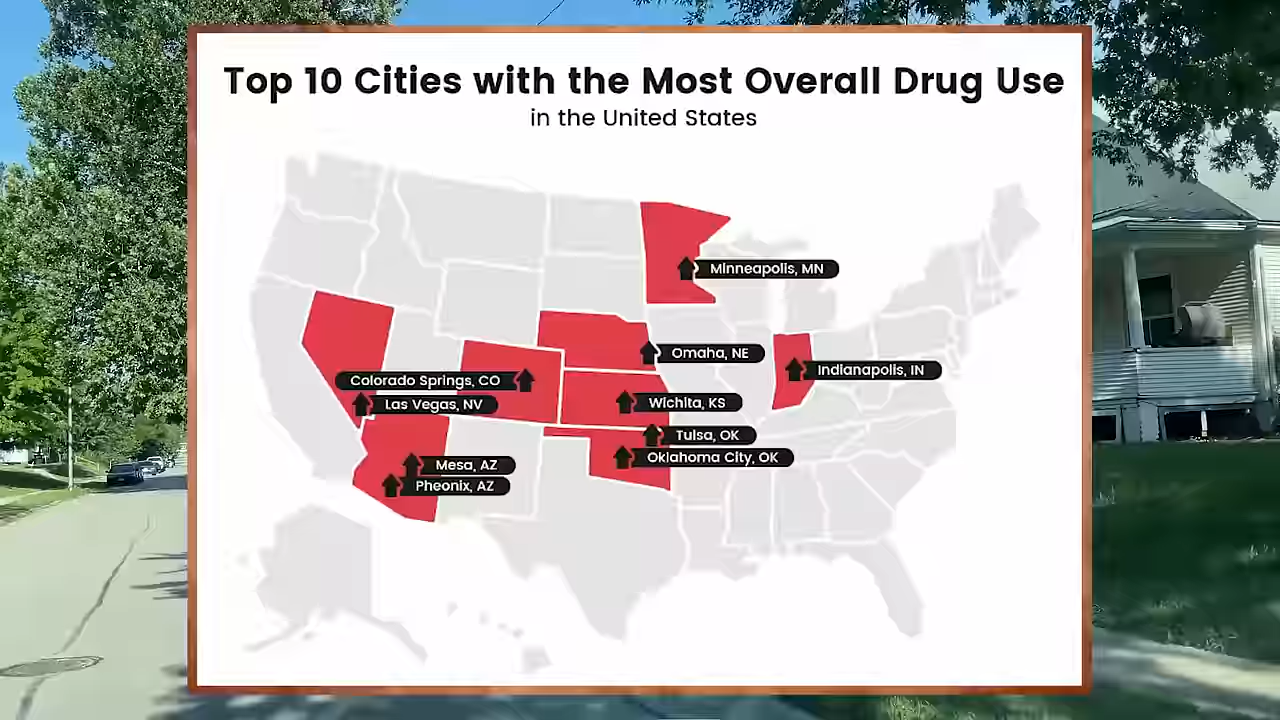 Top 10 Cities with the Most Overall Drug Use
in the United States
Minneapolis, MN
Omaha, NE
Indianapolis, IN
Colorado Springs, CO
Las Vegas, NV
Wichita, KS
Tulsa, OK
Oklahoma City, OK
Mesa, AZ
Pheonix, AZ